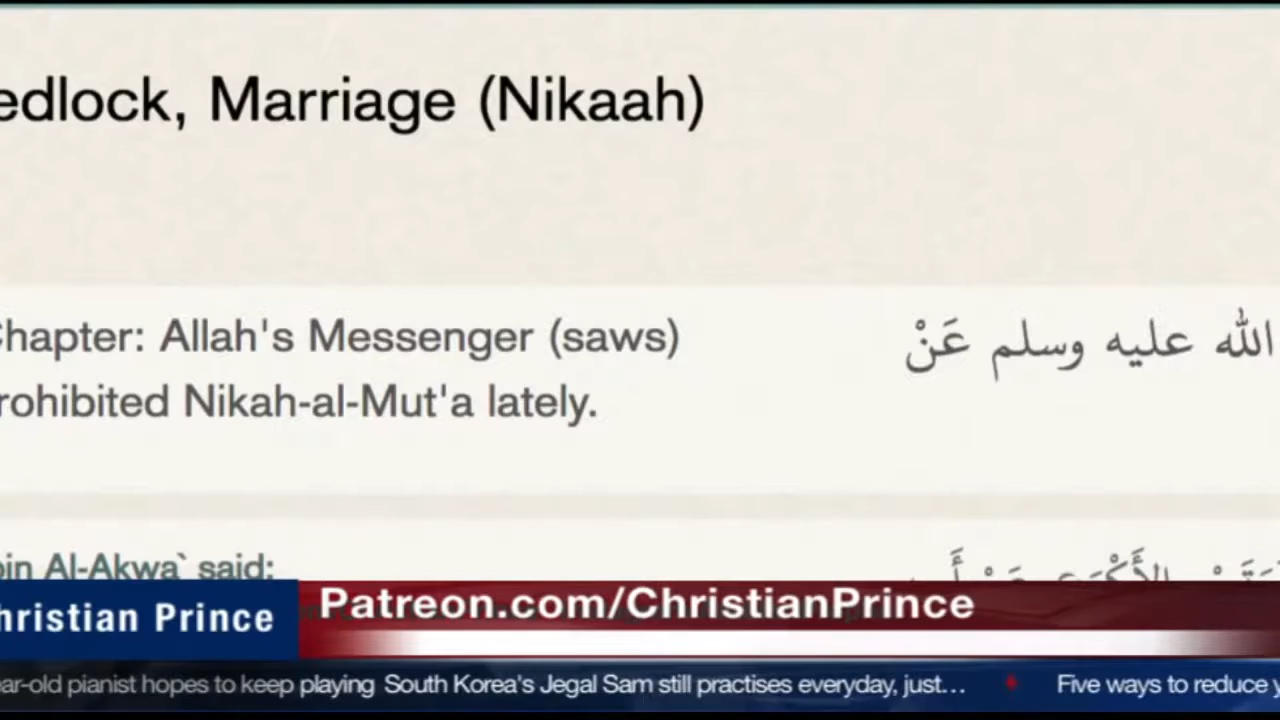 edlock, Marriage (Nikaah)
Chapter: Allah's Messenger (saws)
الله عليه وسلم عَنْ
rohibited Nikah-al-Mut'a lately.
bin Al-Akwa` said:
hristian Prince
Patreon.com/ChristianPrince
ar-old pianist hopes to keep playing South Korea's Jegal Sam still practises everyday, just… Five ways to reduce y